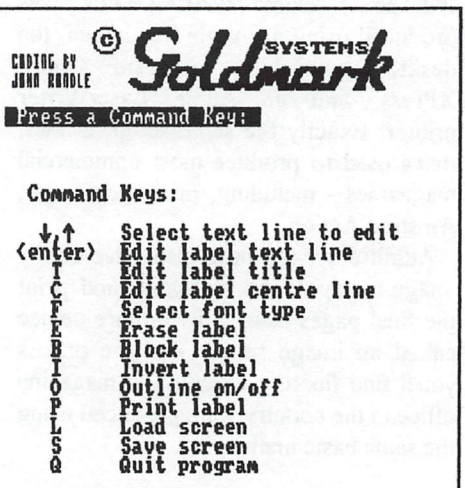 ©
SYSTEMS
Goldmark
CODING BY
JOHN
Press a Command Key:
Command Keys:
↓,↑ Select text line to edit
<enter> Edit label text line
Edit label title
Edit label centre line
Select font type
E Erase label
B Block label
I Invert label
O Outline on/off
P Print label
L Load screen
S Save screen
Q Quit program